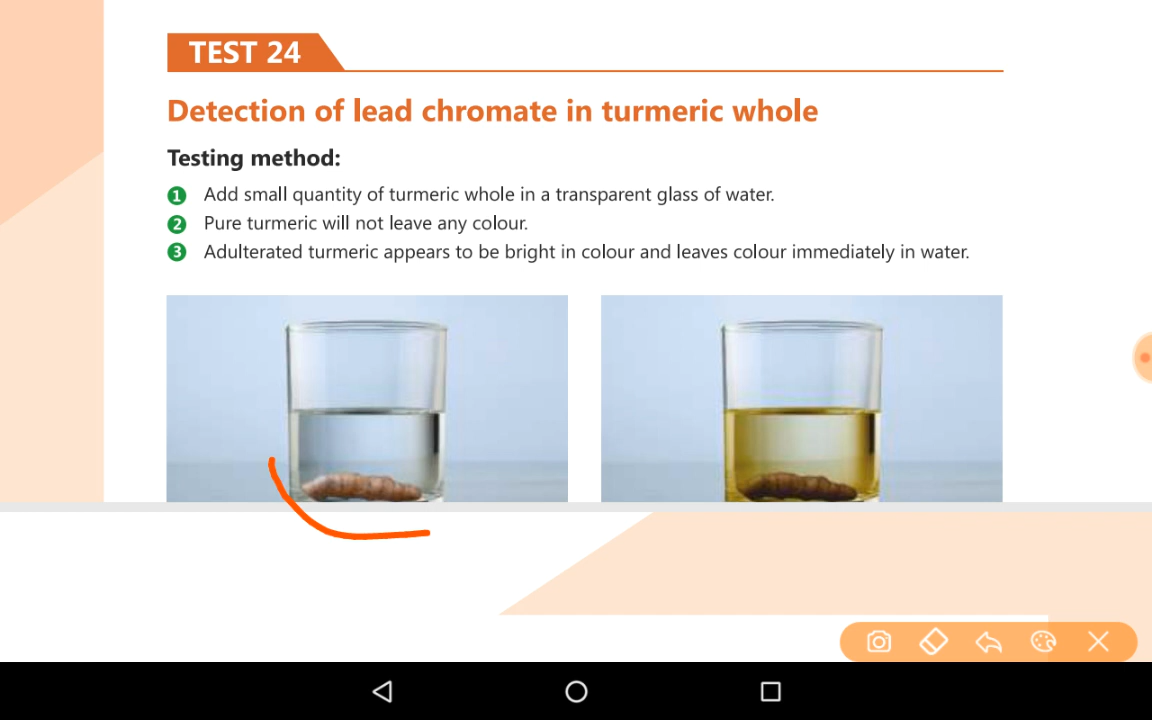 TEST 24
Detection of lead chromate in turmeric whole
Testing method:
1 Add small quantity of turmeric whole in a transparent glass of water.
2 Pure turmeric will not leave any colour.
3 Adulterated turmeric appears to be bright in colour and leaves colour immediately in water.